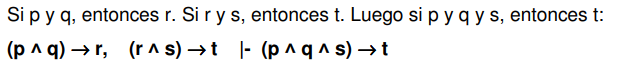 Si p y q, entonces r. Si r y s, entonces t. Luego si p y q y s, entonces t:
(p ʌ q) → r, (r ʌ s) → t |- (p ʌ q ʌ s) → t